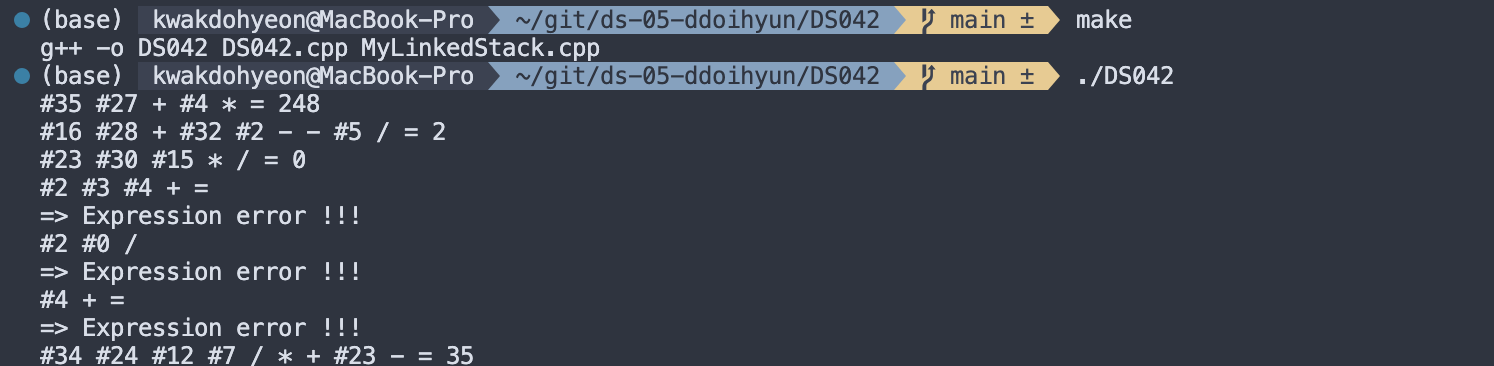 (base) kwakdohyeon@MacBook-Pro ~/git/ds-05-ddoihyun/DS042 main ± make
g++ -o DS042 DS042.cpp MyLinkedStack.cpp
(base) kwakdohyeon@MacBook-Pro ~/git/ds-05-ddoihyun/DS042 main ± ./DS042
#35 #27 + #4 * = 248
#16 #28 + #32 #2 - - #5 / = 2
#23 #30 #15 * / = 0
#2 #3 #4 + =
=> Expression error !!!
#2 #0 /
=> Expression error !!!
#4 + =
=> Expression error !!!
#34 #24 #12 #7 / * + #23 - = 35